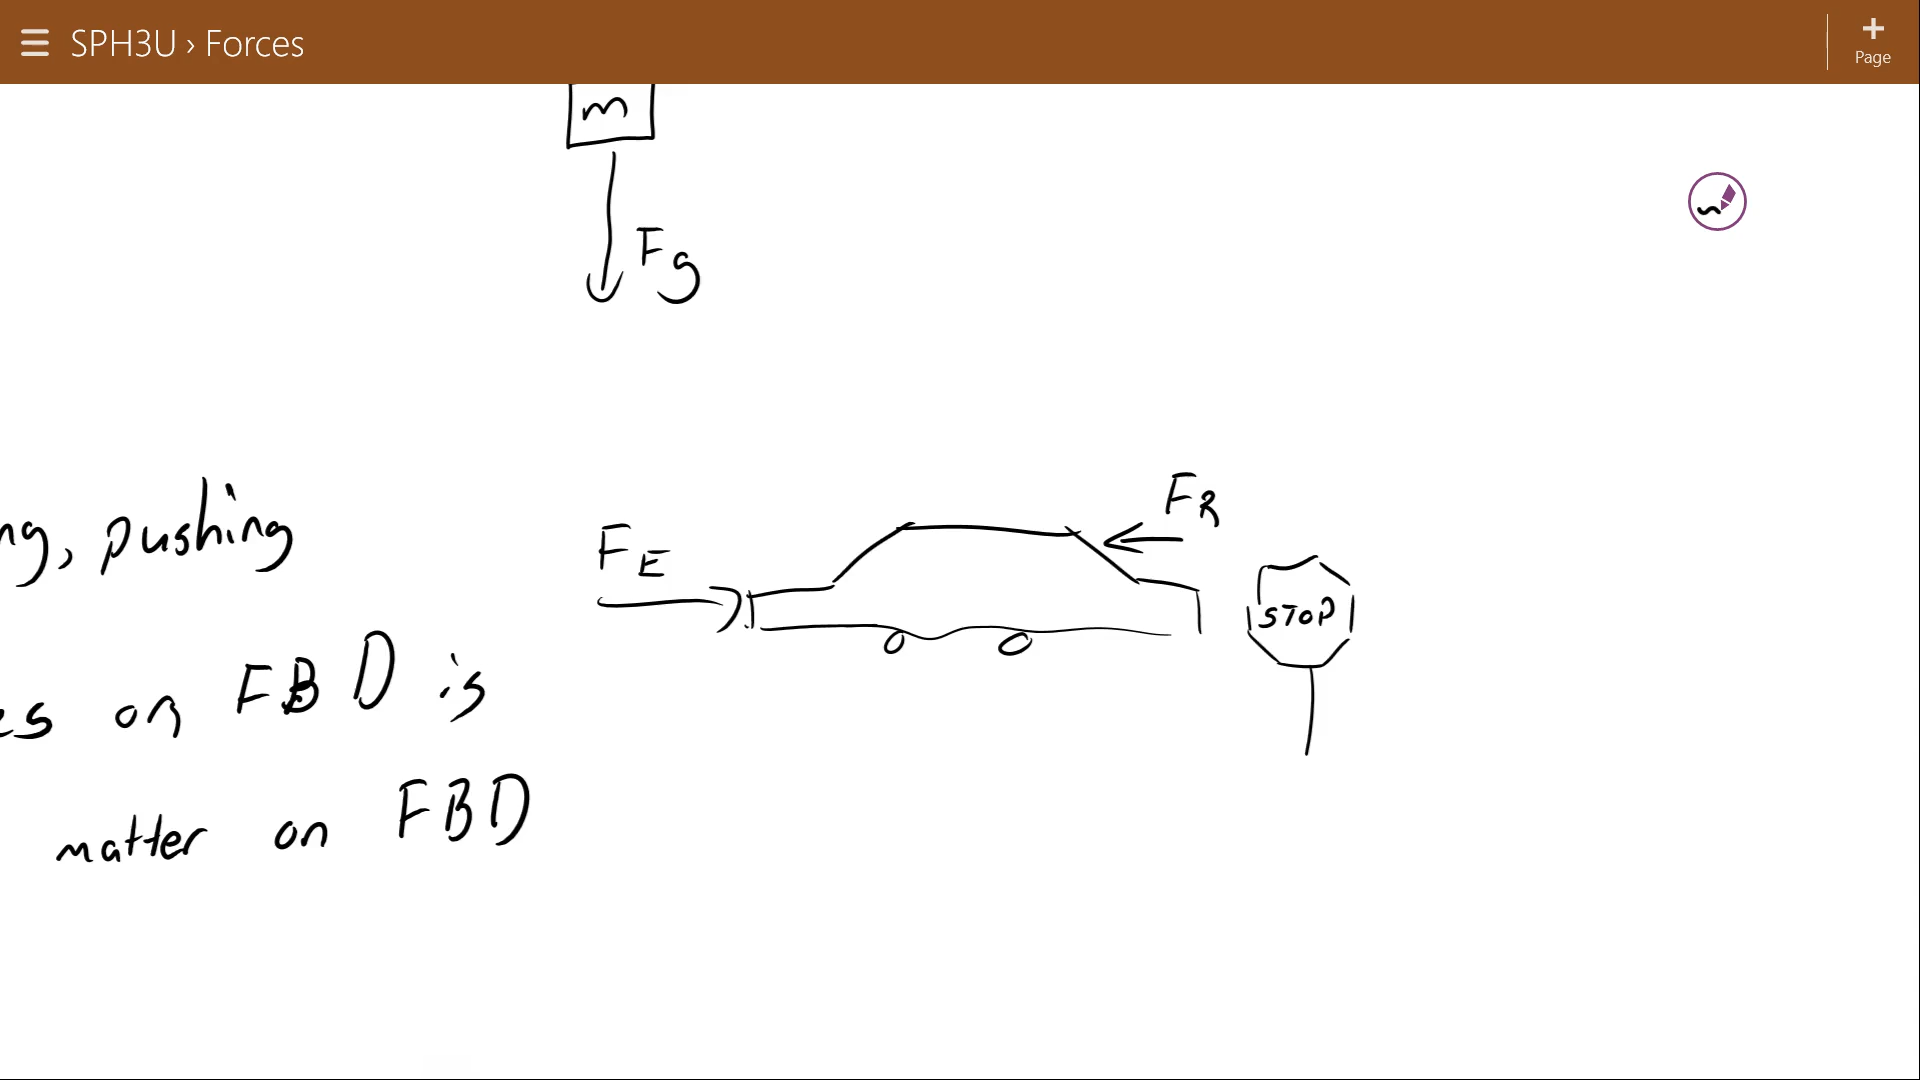 SPH3U › Forces
Page
m
Fg
ng, pushing
FE
FR
STOP
es on FBD is
matter on FBD